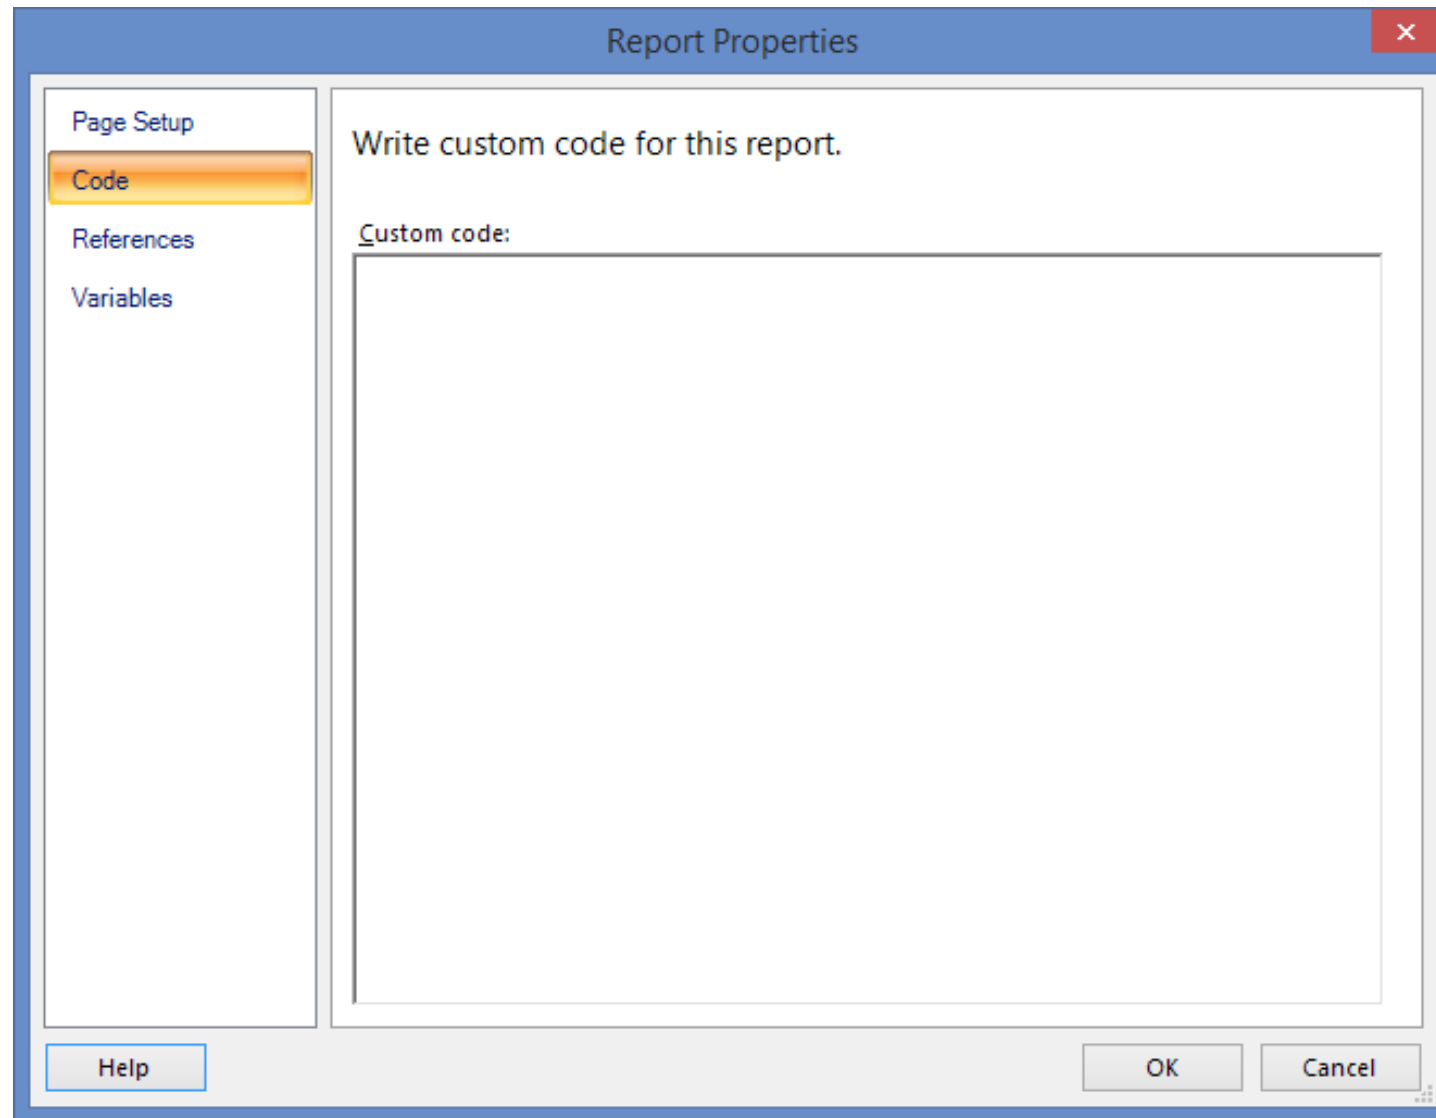 Report Properties
Page Setup
Code
References
Variables
Write custom code for this report.
Custom code:
Help
OK
Cancel